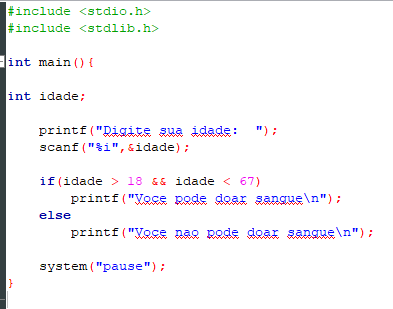 #include <stdio.h>
#include <stdlib.h>
int main(){
int idade;
printf("Digite sua idade:  ");
scanf("%i",&idade);
if(idade > 18 && idade < 67)
printf("Voce pode doar sangue\n");
else
printf("Voce nao pode doar sangue\n");
system("pause");
}